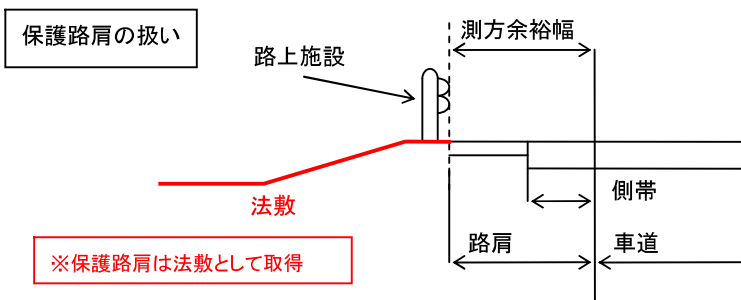 保護路肩の扱い
測方余裕幅
路上施設
側帯
法敷
路肩
車道
※保護路肩は法敷として取得